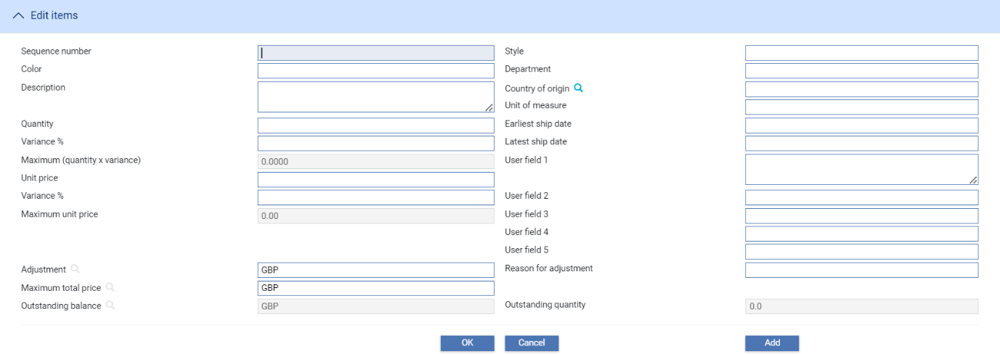 Edit items
Sequence number
Style
Color
Department
Description
Country of origin
Unit of measure
Quantity
Earliest ship date
Variance %
Latest ship date
Maximum (quantity x variance) 0.0000
User field 1
Unit price
Variance %
User field 2
Maximum unit price 0.00
User field 3
User field 4
User field 5
Adjustment GBP
Reason for adjustment
Maximum total price GBP
Outstanding balance GBP
Outstanding quantity 0.0
OK Cancel Add